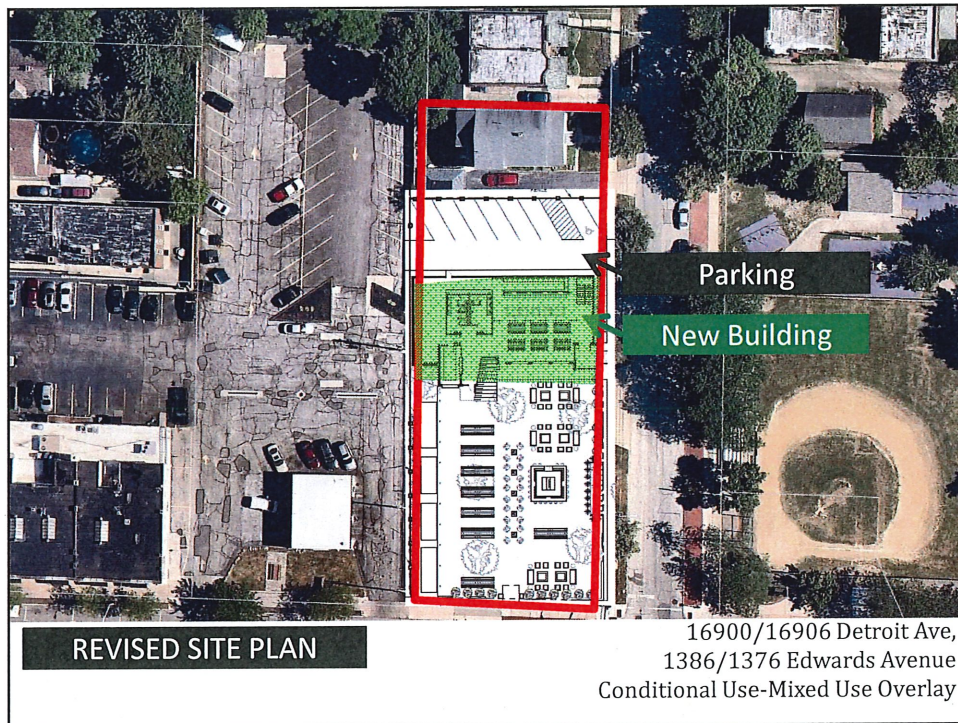 Parking
New Building
REVISED SITE PLAN
16900/16906 Detroit Ave,
1386/1376 Edwards Avenue
Conditional Use-Mixed Use Overlay